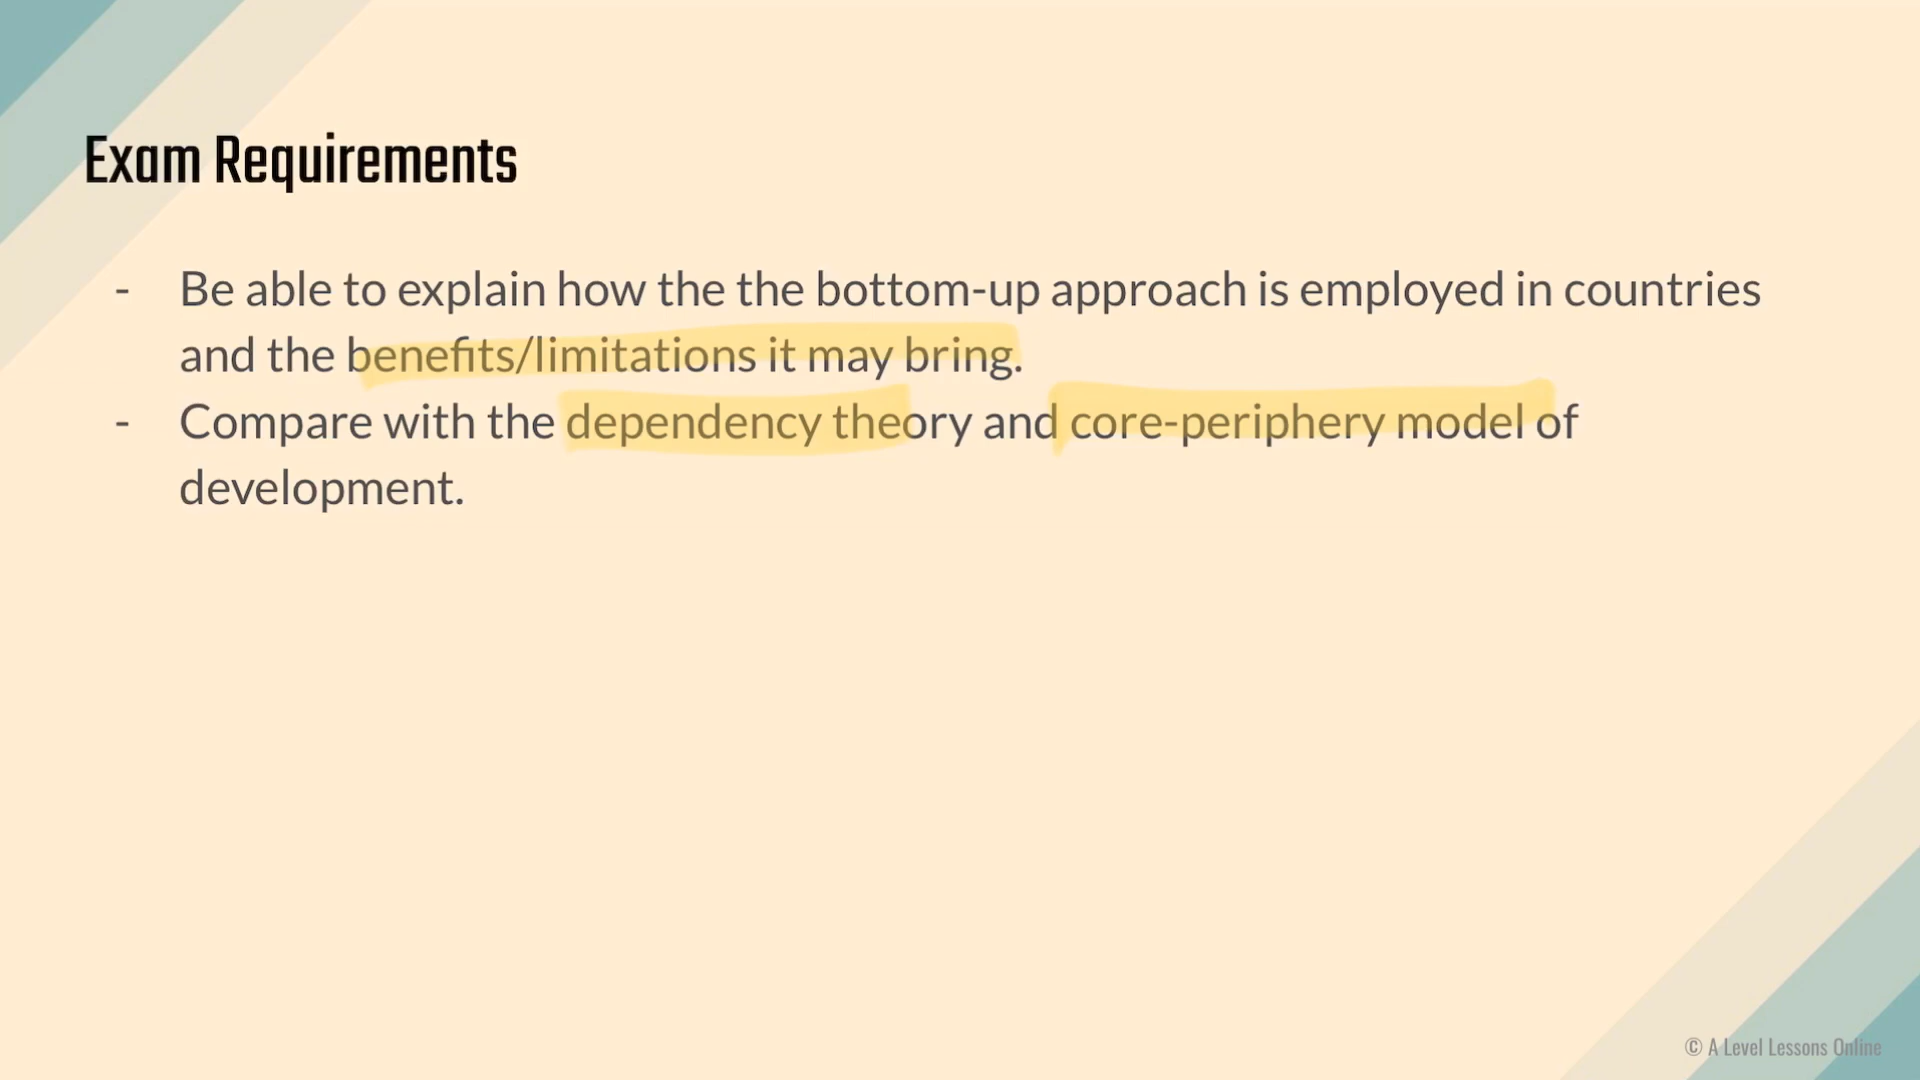 Exam Requirements
- Be able to explain how the the bottom-up approach is employed in countries
and the benefits/limitations it may bring.
- Compare with the dependency theory and core-periphery model of
development.
© A Level Lessons Online